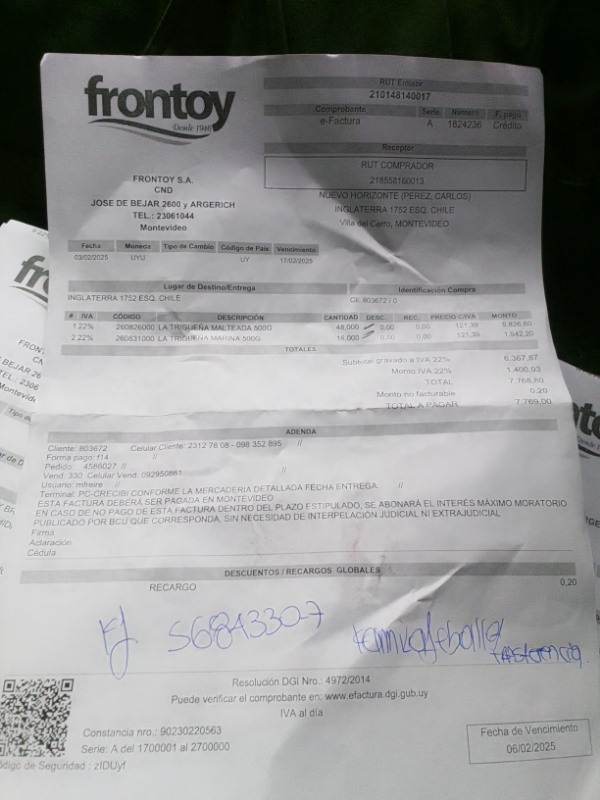 frontoy
Desde 1946
RUT Emisor
210148140017
Comprobante Serie Número F. pago
e-Factura A 1824236 Crédito
Receptor
RUT COMPRADOR
218558160013
NUEVO HORIZONTE (PEREZ, CARLOS)
INGLATERRA 1752 ESQ. CHILE
Villa del Cerro, MONTEVIDEO
FRONTOY S.A.
CND
JOSE DE BEJAR 2600 y ARGERICH
TEL.: 23061044
Montevideo
Fecha Moneda Tipo de Cambio Código de País Vencimiento
03/02/2025 UYU UY 17/02/2025
Lugar de Destino/Entrega Identificación Compra
INGLATERRA 1752 ESQ. CHILE CE 803672 / 0
# IVA CÓDIGO DESCRIPCIÓN CANTIDAD DESC. REC. PRECIO C/IVA MONTO
1 22% 260826000 LA TRIGUEÑA MALTEADA 500G 48,000 0,00 0,00 121,39 5.826,60
2 22% 260831000 LA TRIGUEÑA MARINA 500G 16,000 0,00 0,00 121,39 1.942,20
TOTALES
Subtotal gravado a IVA 22% 6.367,87
Monto IVA 22% 1.400,93
TOTAL 7.768,80
Monto no facturable 0,20
TOTAL A PAGAR 7.769,00
ADENDA
Cliente: 803672 Celular Cliente: 2312 78 08 - 098 352 895 //
Forma pago: f14 //
Pedido: 4586027 //
Vend. 330 Celular Vend. 092950861 //
Usuario: mfreire //
Terminal: PC-CRECIBI CONFORME LA MERCADERIA DETALLADA FECHA ENTREGA: //
ESTA FACTURA DEBERÁ SER PAGADA EN MONTEVIDEO
EN CASO DE NO PAGO DE ESTA FACTURA DENTRO DEL PLAZO ESTIPULADO, SE ABONARÁ EL INTERÉS MÁXIMO MORATORIO
PUBLICADO POR BCU QUE CORRESPONDA, SIN NECESIDAD DE INTERPELACIÓN JUDICIAL NI EXTRAJUDICIAL
Firma
Aclaración
Cédula
DESCUENTOS / RECARGOS GLOBALES
RECARGO 0,20
5684330-7
Transferencia
Resolución DGI Nro.: 4972/2014
Puede verificar el comprobante en: www.efactura.dgi.gub.uy
IVA al día
Constancia nro.: 90230220563
Serie: A del 1700001 al 2700000
ódigo de Seguridad : zIDUyf
Fecha de Vencimiento
06/02/2025